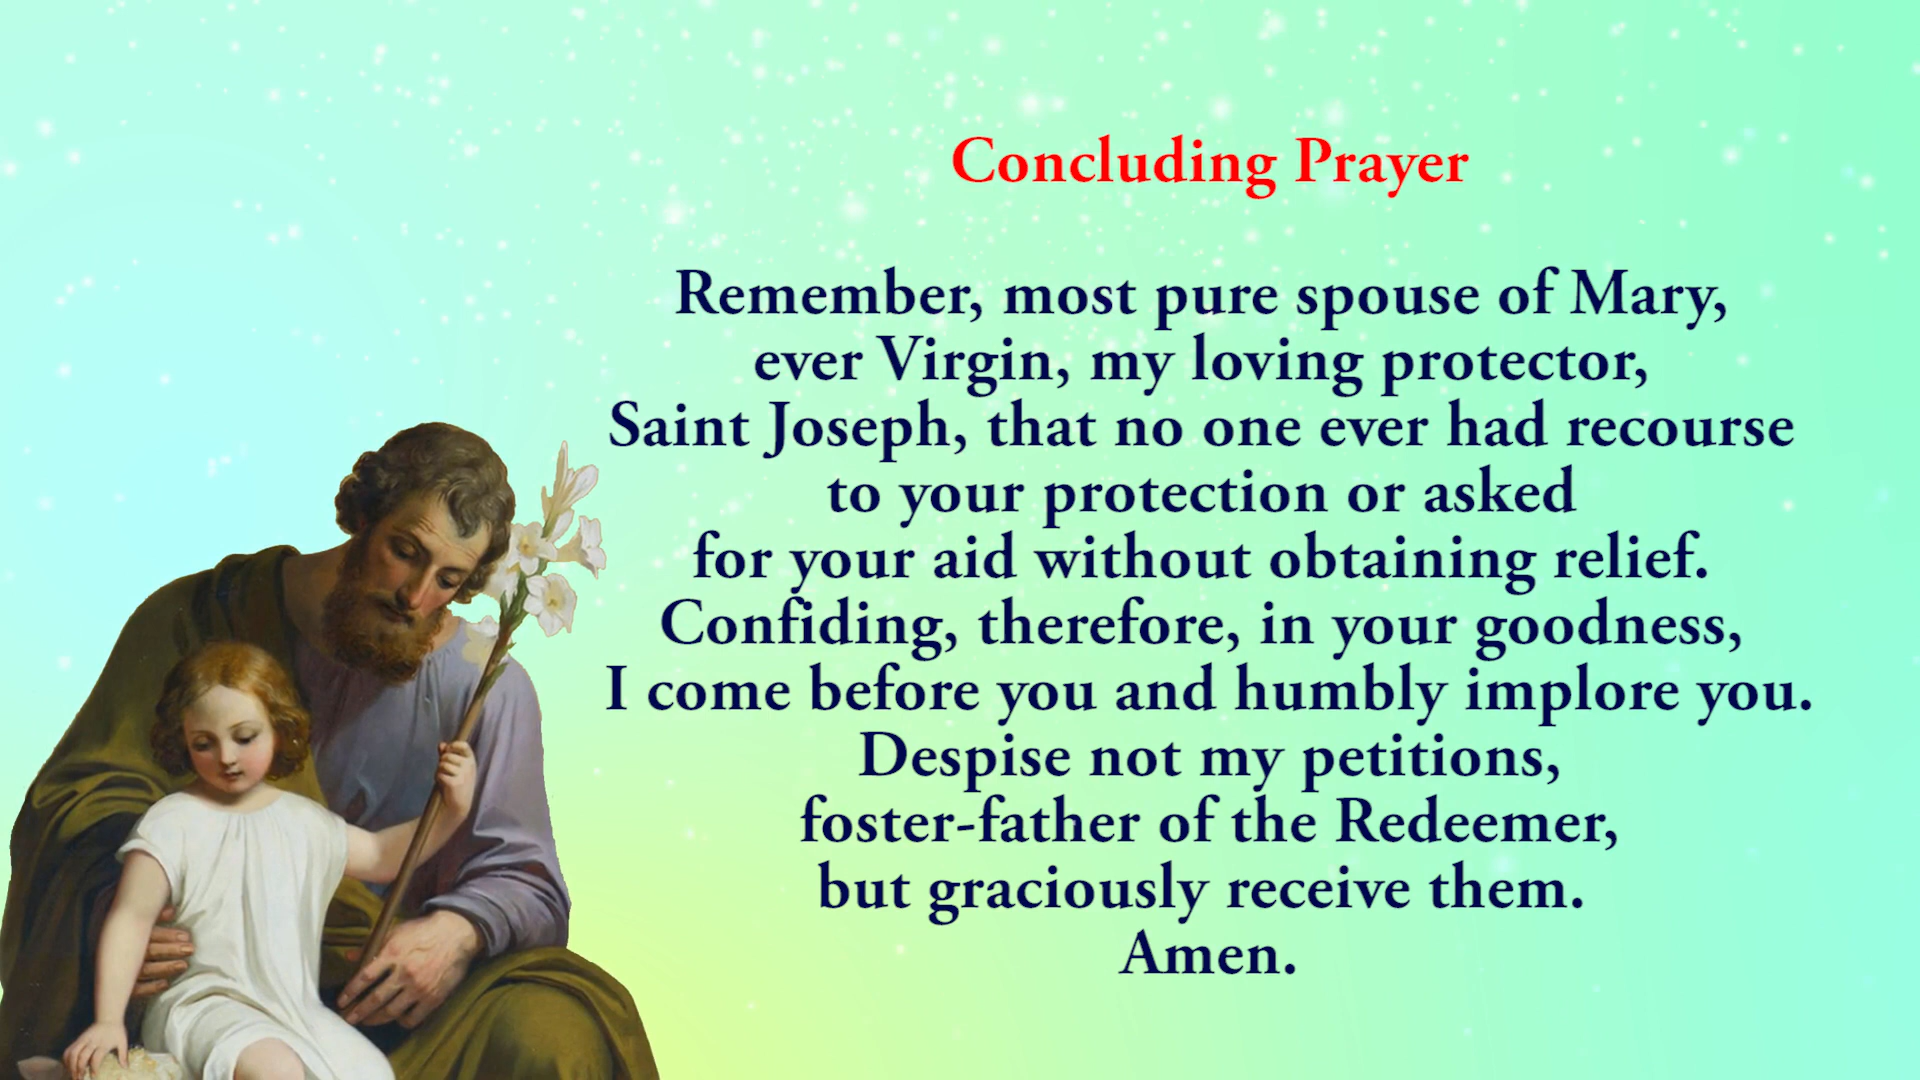 Concluding Prayer
Remember, most pure spouse of Mary,
ever Virgin, my loving protector,
Saint Joseph, that no one ever had recourse
to your protection or asked
for your aid without obtaining relief.
Confiding, therefore, in your goodness,
I come before you and humbly implore you.
Despise not my petitions,
foster-father of the Redeemer,
but graciously receive them.
Amen.